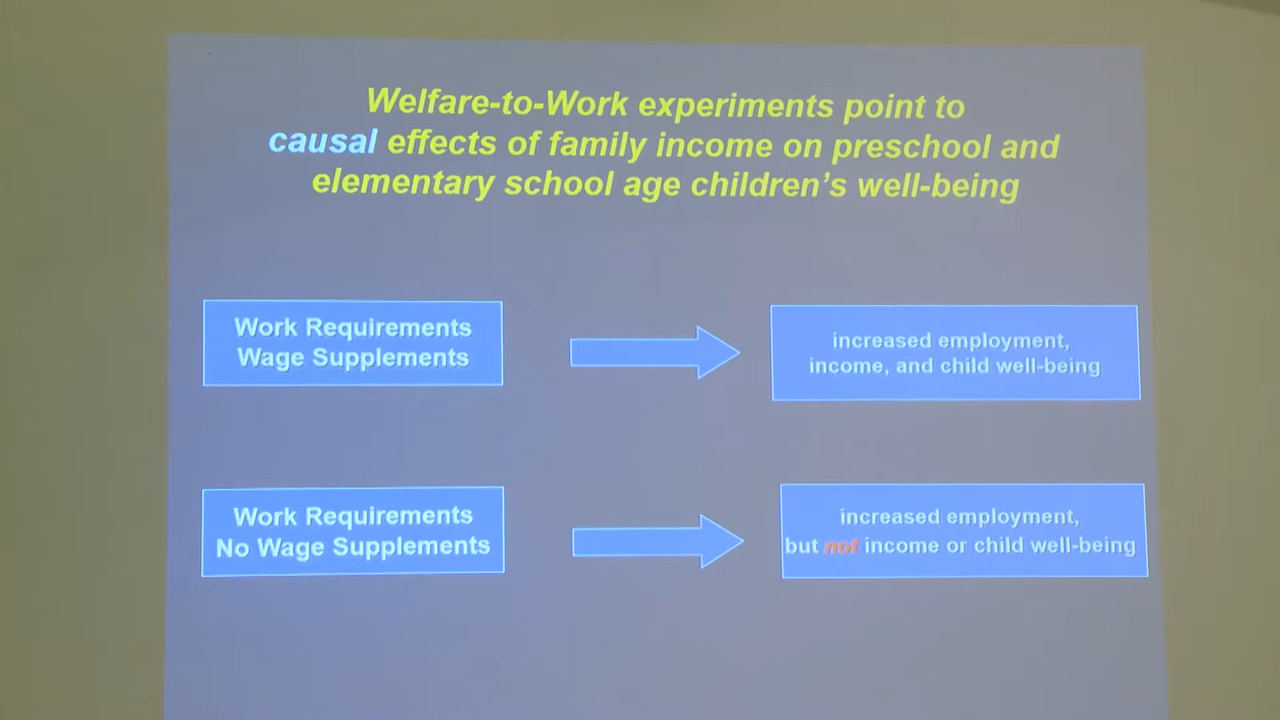 Welfare-to-Work experiments point to
causal effects of family income on preschool and
elementary school age children’s well-being
Work Requirements
Wage Supplements
increased employment,
income, and child well-being
Work Requirements
No Wage Supplements
increased employment,
but not income or child well-being